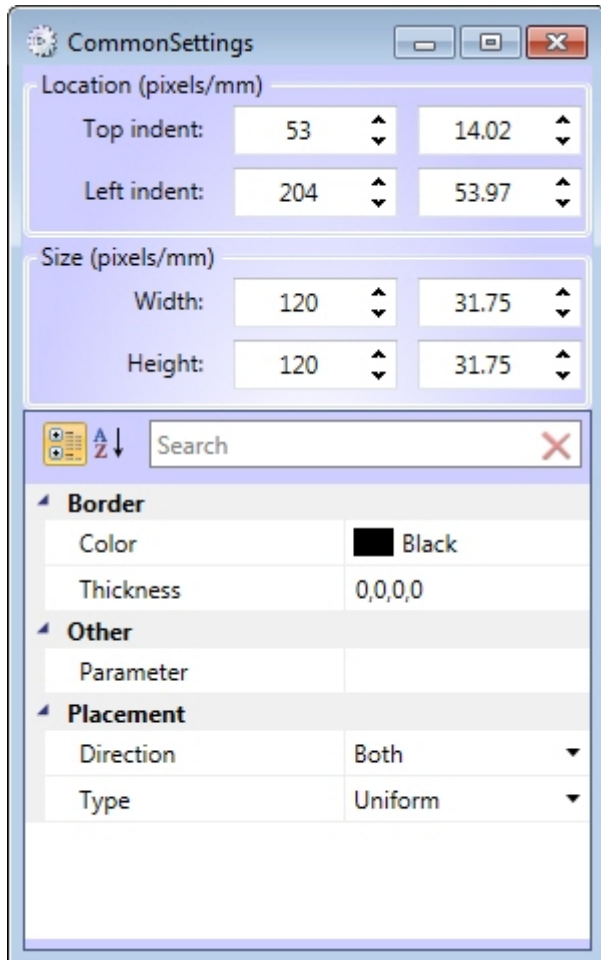 CommonSettings
Location (pixels/mm)
Top indent: 53 14.02
Left indent: 204 53.97
Size (pixels/mm)
Width: 120 31.75
Height: 120 31.75
A
Z Search
Border
Color Black
Thickness 0,0,0,0
Other
Parameter
Placement
Direction Both
Type Uniform